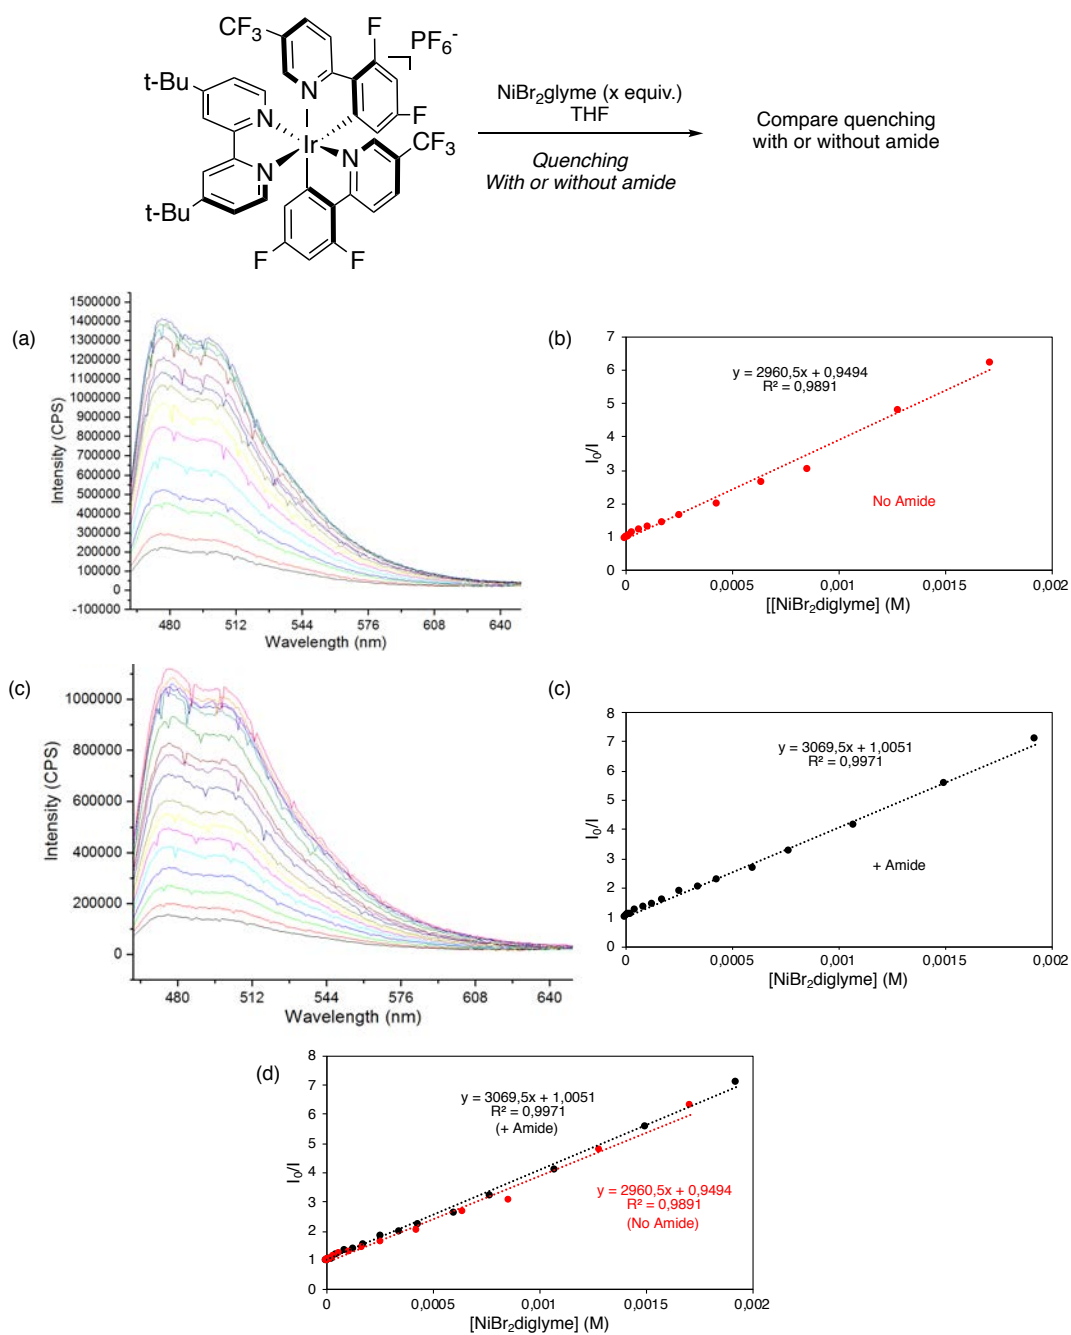 CF3
F
PF6-
t-Bu
N
N
F
Ir
N
N
CF3
t-Bu
F
F
NiBr2glyme (x equiv.)
THF
Quenching
With or without amide
Compare quenching
with or without amide
(a)
1500000
1400000
1300000
1200000
1100000
1000000
900000
800000
700000
600000
500000
400000
300000
200000
100000
0
-100000
Intensity (CPS)
480 512 544 576 608 640
Wavelength (nm)
(b)
7
6
5
4
3
2
1
0
I0/I
y = 2960,5x + 0,9494
R² = 0,9891
No Amide
0 0,0005 0,001 0,0015 0,002
[[NiBr2diglyme] (M)
(c)
1000000
800000
600000
400000
200000
0
Intensity (CPS)
480 512 544 576 608 640
Wavelength (nm)
(c)
8
7
6
5
4
3
2
1
0
I0/I
y = 3069,5x + 1,0051
R² = 0,9971
+ Amide
0 0,0005 0,001 0,0015 0,002
[NiBr2diglyme] (M)
(d)
8
7
6
5
4
3
2
1
0
I0/I
y = 3069,5x + 1,0051
R² = 0,9971
(+ Amide)
y = 2960,5x + 0,9494
R² = 0,9891
(No Amide)
0 0,0005 0,001 0,0015 0,002
[NiBr2diglyme] (M)